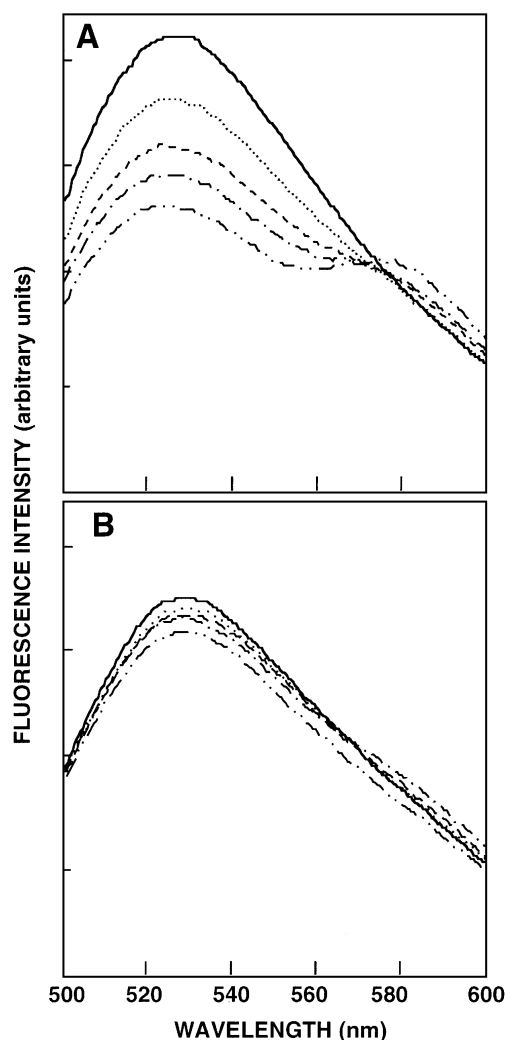 A
B
FLUORESCENCE INTENSITY (arbitrary units)
500 520 540 560 580 600
WAVELENGTH (nm)